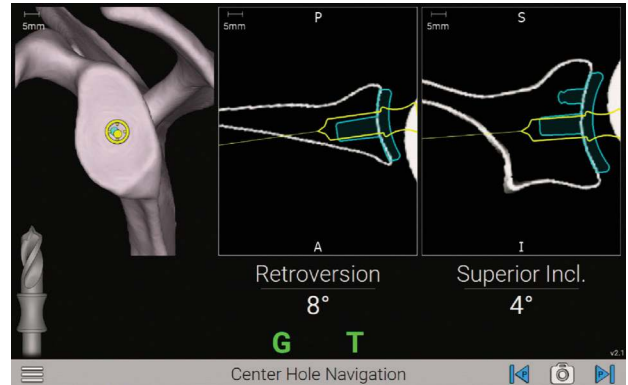 5mm
P
5mm
S
5mm
A
I
Retroversion
Superior Incl.
8°
4°
G
T
v2.1
Center Hole Navigation
P
P